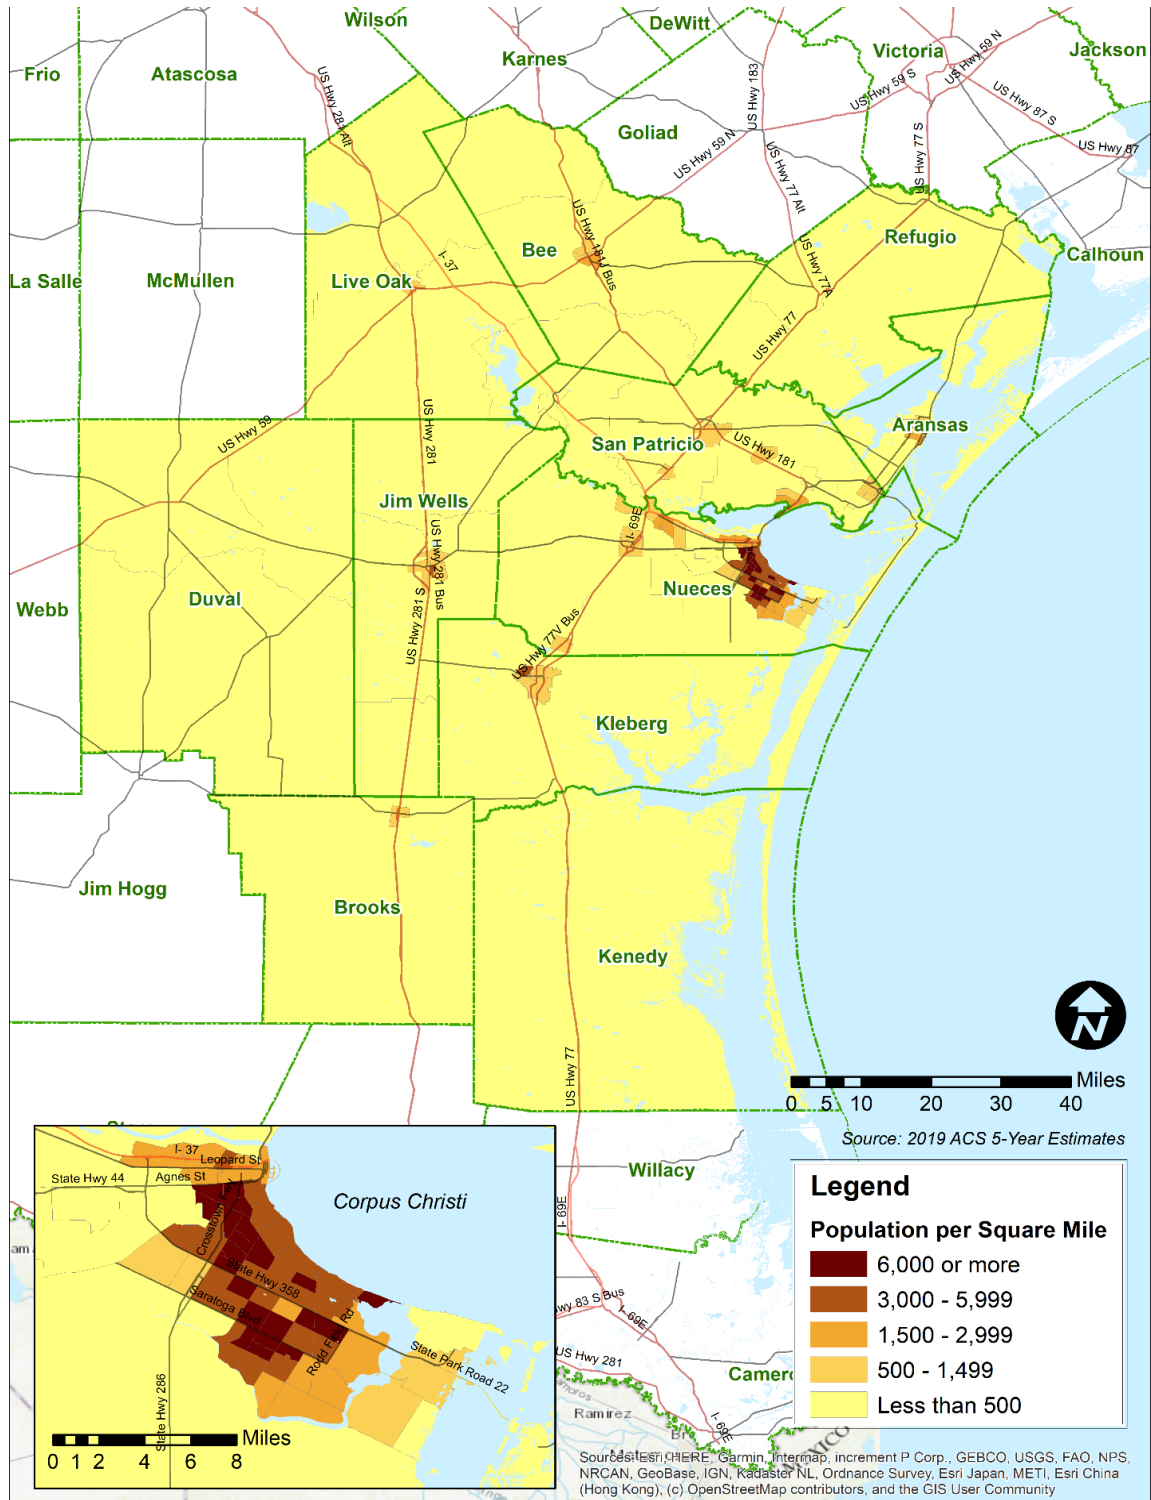 Wilson
DeWitt
Karnes
Victoria
US Hwy 59 N
Jackson
Frio
Atascosa
US Hwy 281 Alt
US Hwy 183
US Hwy 59 S
US Hwy 87 S
Goliad
US Hwy 59 N
US Hwy 77 Alt
US Hwy 77 S
US Hwy 87
La Salle
McMullen
Live Oak
I- 37
Bee
US Hwy 181J Bus
US Hwy 77A
Refugio
Calhoun
US Hwy 77
US Hwy 59
US Hwy 281
San Patricio
US Hwy 181
Aransas
Jim Wells
I- 69E
US Hwy 281 Bus
Webb
Duval
US Hwy 281 S
Nueces
US Hwy 77V Bus
Kleberg
Jim Hogg
Brooks
Kenedy
N
US Hwy 77
Miles
0 5 10 20 30 40
Source: 2019 ACS 5-Year Estimates
Willacy
I- 69E
I- 37
Leopard St
State Hwy 44
Agnes St
Crosstown Fwy
Corpus Christi
State Hwy 358
Saratoga Blvd
Rodd Field Rd
State Park Road 22
State Hwy 286
Miles
0 1 2 4 6 8
Legend
Population per Square Mile
6,000 or more
3,000 - 5,999
1,500 - 2,999
500 - 1,499
Less than 500
wy 83 S Bus
I- 69E
US Hwy 281
Camero
I- 69E
Ramirez
MEXICO
Sources: Esri, HERE, Garmin, Intermap, increment P Corp., GEBCO, USGS, FAO, NPS,
NRCAN, GeoBase, IGN, Kadaster NL, Ordnance Survey, Esri Japan, METI, Esri China
(Hong Kong), (c) OpenStreetMap contributors, and the GIS User Community